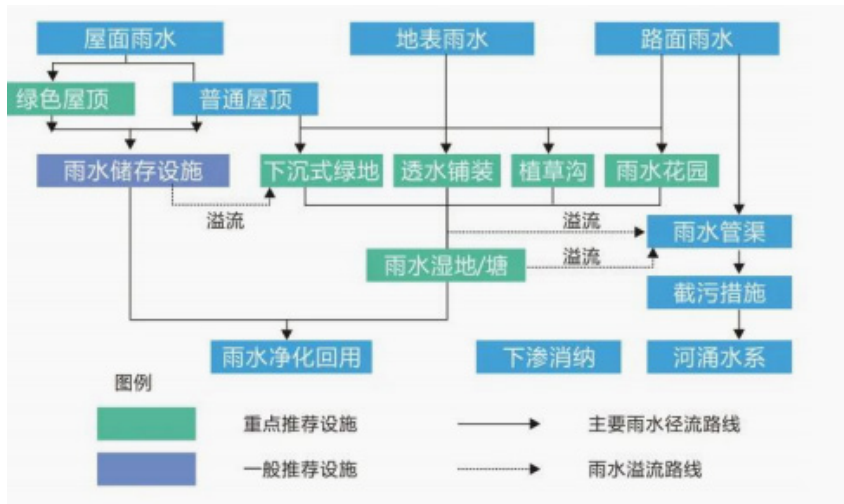 屋面雨水
地表雨水
路面雨水
绿色屋顶
普通屋顶
雨水储存设施
下沉式绿地
透水铺装
植草沟
雨水花园
溢流
溢流
雨水管渠
雨水湿地/塘
溢流
截污措施
雨水净化回用
下渗消纳
河涌水系
图例
重点推荐设施
主要雨水径流路线
一般推荐设施
雨水溢流路线